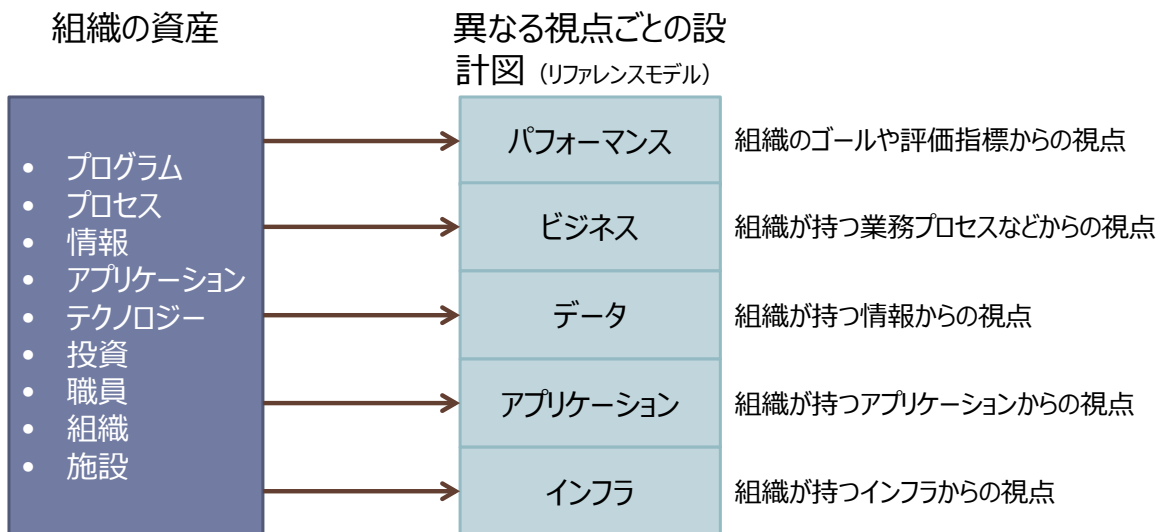 組織の資産
異なる視点ごとの設
計図（リファレンスモデル）
• プログラム
• プロセス
• 情報
• アプリケーション
• テクノロジー
• 投資
• 職員
• 組織
• 施設
パフォーマンス
組織のゴールや評価指標からの視点
ビジネス
組織が持つ業務プロセスなどからの視点
データ
組織が持つ情報からの視点
アプリケーション
組織が持つアプリケーションからの視点
インフラ
組織が持つインフラからの視点